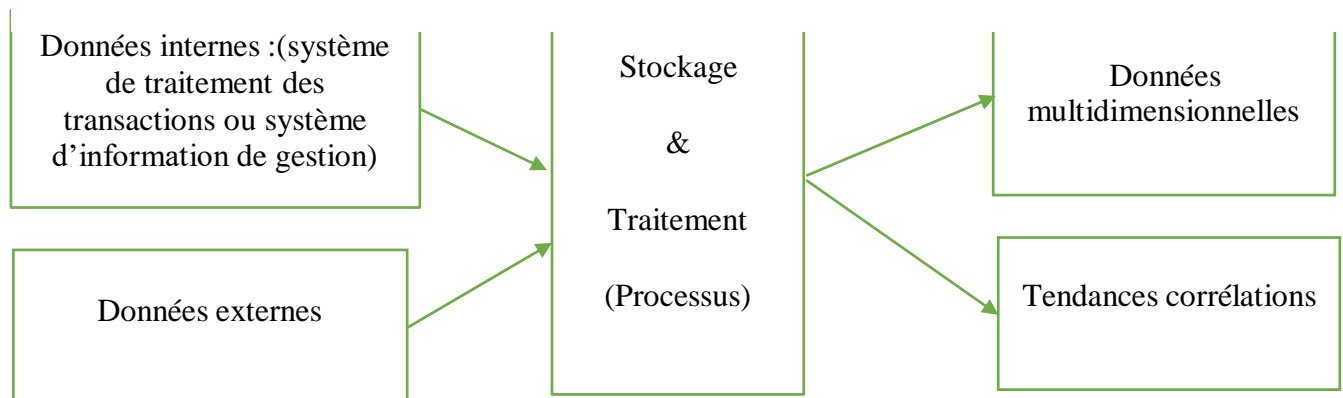 Données internes :(système
de traitement des
transactions ou système
d’information de gestion)
Données externes
Stockage
&
Traitement
(Processus)
Données
multidimensionnelles
Tendances corrélations